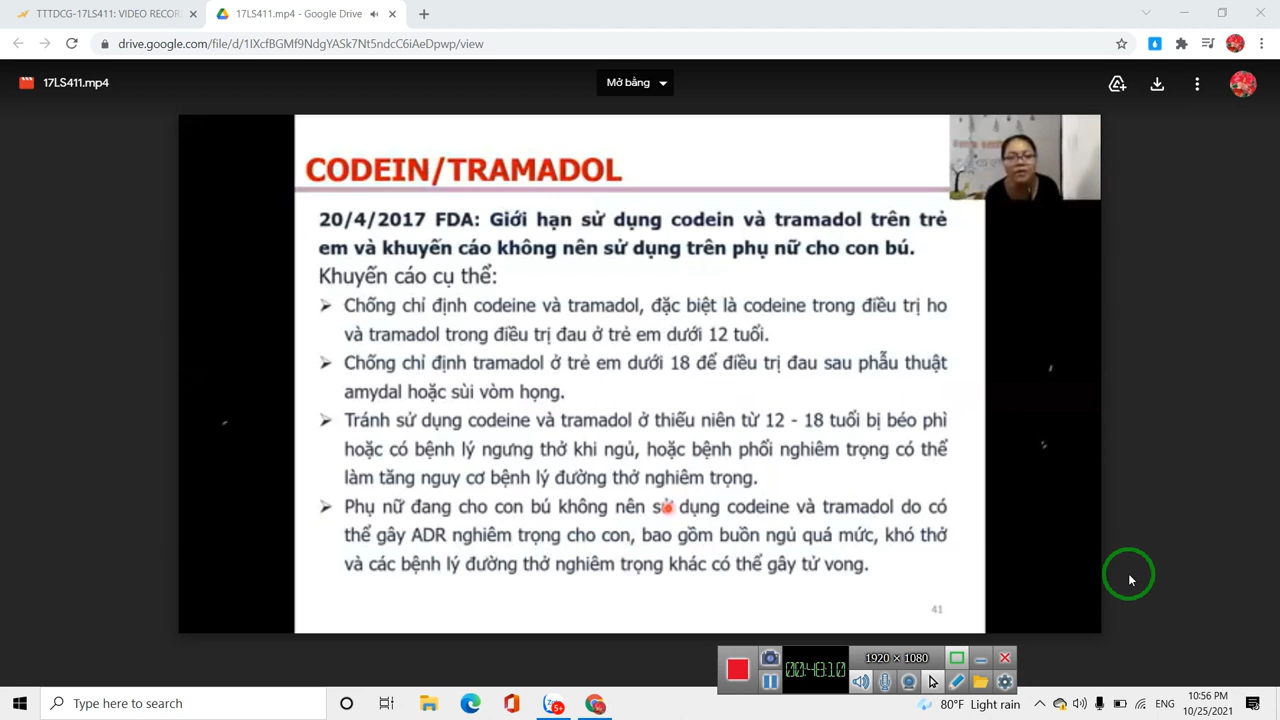 TTTDCG-17LS411: VIDEO RECOR
17LS411.mp4 - Google Drive
drive.google.com/file/d/1IXcfBGMf9NdgYASk7Nt5ndcC6iAeDpwp/view
17LS411.mp4
Mở bằng
CODEIN/TRAMADOL
20/4/2017 FDA: Giới hạn sử dụng codein và tramadol trên trẻ
em và khuyến cáo không nên sử dụng trên phụ nữ cho con bú.
Khuyến cáo cụ thể:
➢ Chống chỉ định codeine và tramadol, đặc biệt là codeine trong điều trị ho
và tramadol trong điều trị đau ở trẻ em dưới 12 tuổi.
➢ Chống chỉ định tramadol ở trẻ em dưới 18 để điều trị đau sau phẫu thuật
amydal hoặc sùi vòm họng.
➢ Tránh sử dụng codeine và tramadol ở thiếu niên từ 12 - 18 tuổi bị béo phì
hoặc có bệnh lý ngưng thở khi ngủ, hoặc bệnh phổi nghiêm trọng có thể
làm tăng nguy cơ bệnh lý đường thở nghiêm trọng.
➢ Phụ nữ đang cho con bú không nên sử dụng codeine và tramadol do có
thể gây ADR nghiêm trọng cho con, bao gồm buồn ngủ quá mức, khó thở
và các bệnh lý đường thở nghiêm trọng khác có thể gây tử vong.
41
1920 × 1080
00:48:10
Type here to search
5+
80°F Light rain
ENG
10:56 PM
10/25/2021